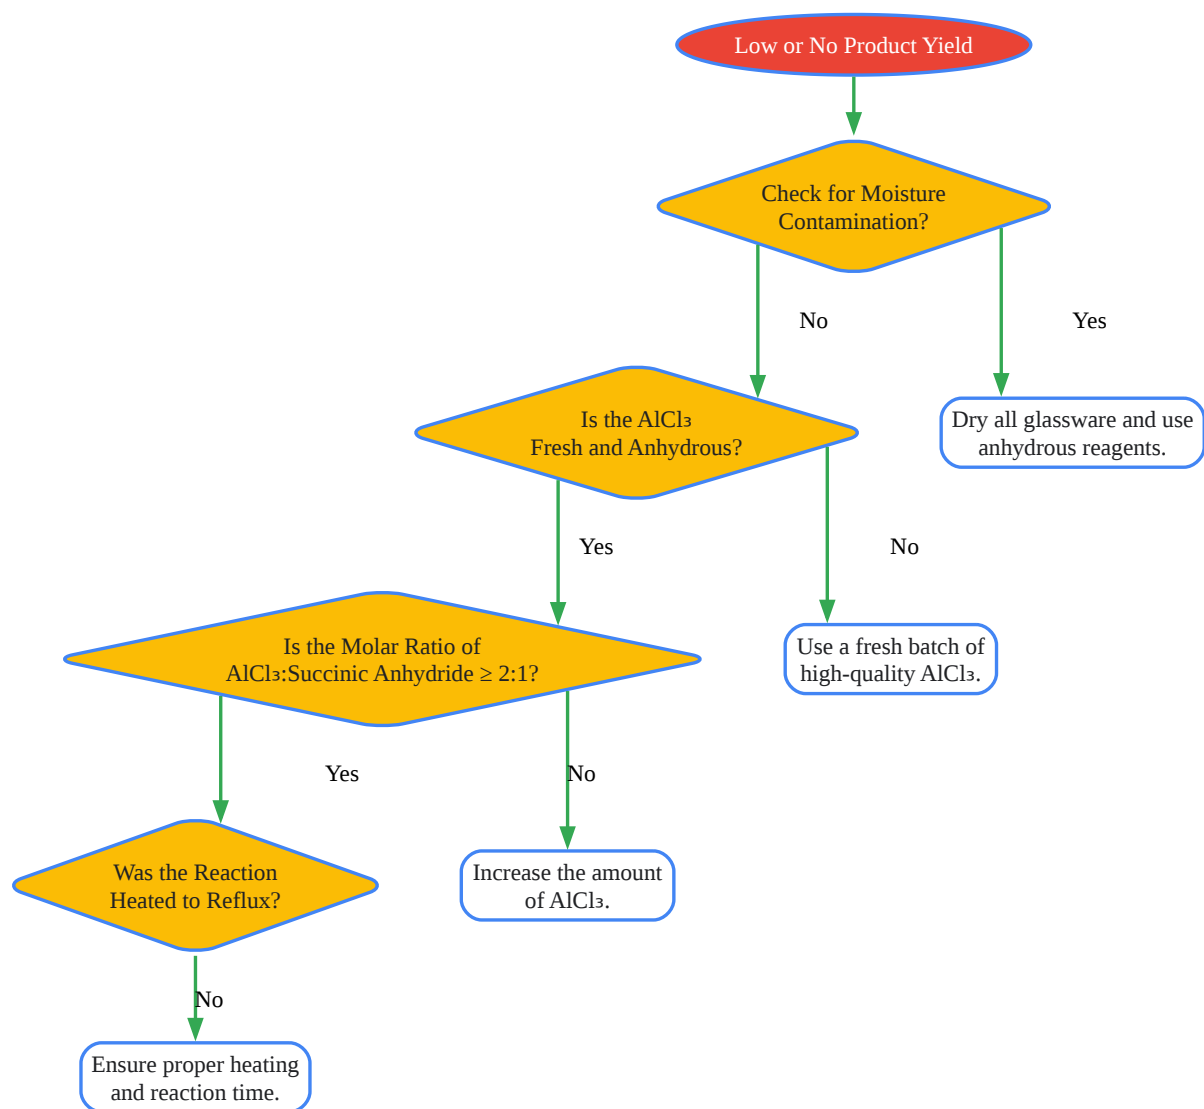 Low or No Product Yield
Check for Moisture
Contamination?
No
Yes
Is the AlCl₃
Fresh and Anhydrous?
Dry all glassware and use
anhydrous reagents.
Yes
No
Is the Molar Ratio of
AlCl₃:Succinic Anhydride ≥ 2:1?
Use a fresh batch of
high-quality AlCl₃.
Yes
No
Was the Reaction
Heated to Reflux?
Increase the amount
of AlCl₃.
No
Ensure proper heating
and reaction time.